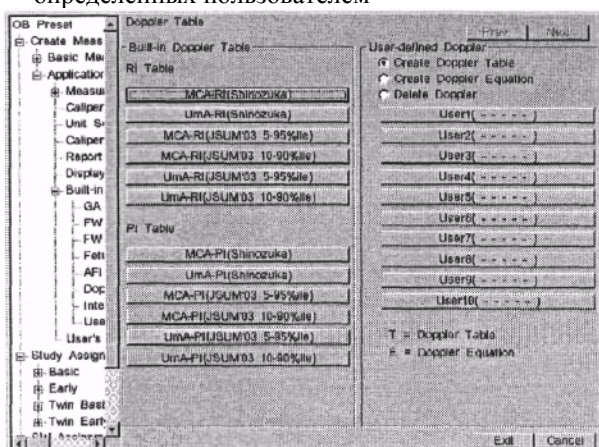 определенных пользователем
OB Preset
Create Meas
Basic Mea
Application
Measu
Caliper
Unit S
Caliper
Report
Display
Built-in
GA
FW
FW
Fetu
AFI
Dop
Inte
Use
User's
Study Assign
Basic
Early
Twin Bast
Twin Earl
Doppler Table
Prev Next
Built-in Doppler Table
RI Table
MCA-RI(Shinozuka)
UmA-RI(Shinozuka)
MCA-RI(JSUM'03 5-95%ile)
MCA-RI(JSUM'03 10-90%ile)
UmA-RI(JSUM'03 5-95%ile)
UmA-RI(JSUM'03 10-90%ile)
PI Table
MCA-PI(Shinozuka)
UmA-PI(Shinozuka)
MCA-PI(JSUM'03 5-95%ile)
MCA-PI(JSUM'03 10-90%ile)
UmA-PI(JSUM'03 5-95%ile)
UmA-PI(JSUM'03 10-90%ile)
User-defined Doppler
Create Doppler Table
Create Doppler Equation
Delete Doppler
User1( - - - - - )
User2( - - - - - )
User3( - - - - - )
User4( - - - - - )
User5( - - - - - )
User6( - - - - - )
User7( - - - - - )
User8( - - - - - )
User9( - - - - - )
User10( - - - - - )
T = Doppler Table
E = Doppler Equation
Exit Cancel